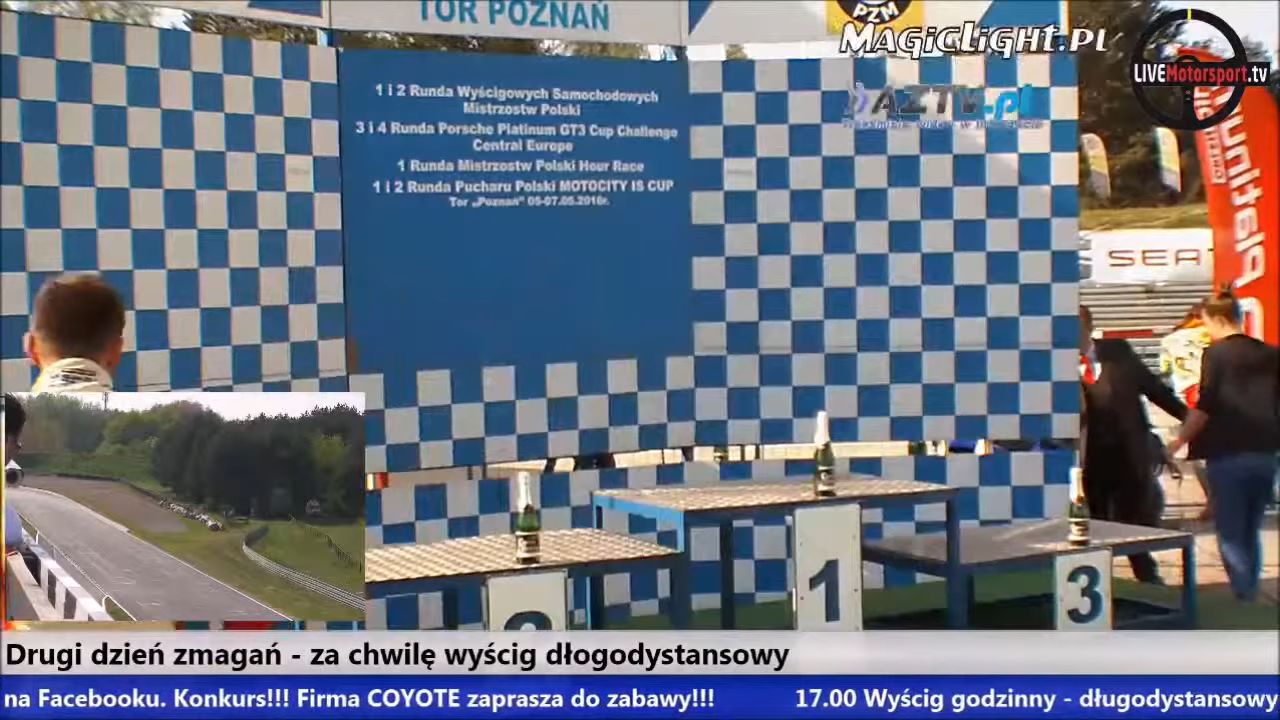 TOR POZNAŃ
PZM
MAGICLIGHT.PL
LIVEMotorsport.tv
AZTV.pl
1 i 2 Runda Wyścigowych Samochodowych
Mistrzostw Polski
3 i 4 Runda Porsche Platinum GT3 Cup Challenge
Central Europe
1 Runda Mistrzostw Polski Hour Race
1 i 2 Runda Pucharu Polski MOTOCITY IS CUP
Tor „Poznań” 05-07.05.2016r.
SEAT
1
2
3
Drugi dzień zmagań - za chwilę wyścig dłogodystansowy
na Facebooku. Konkurs!!! Firma COYOTE zaprasza do zabawy!!!
17.00 Wyścig godzinny - długodystansowy